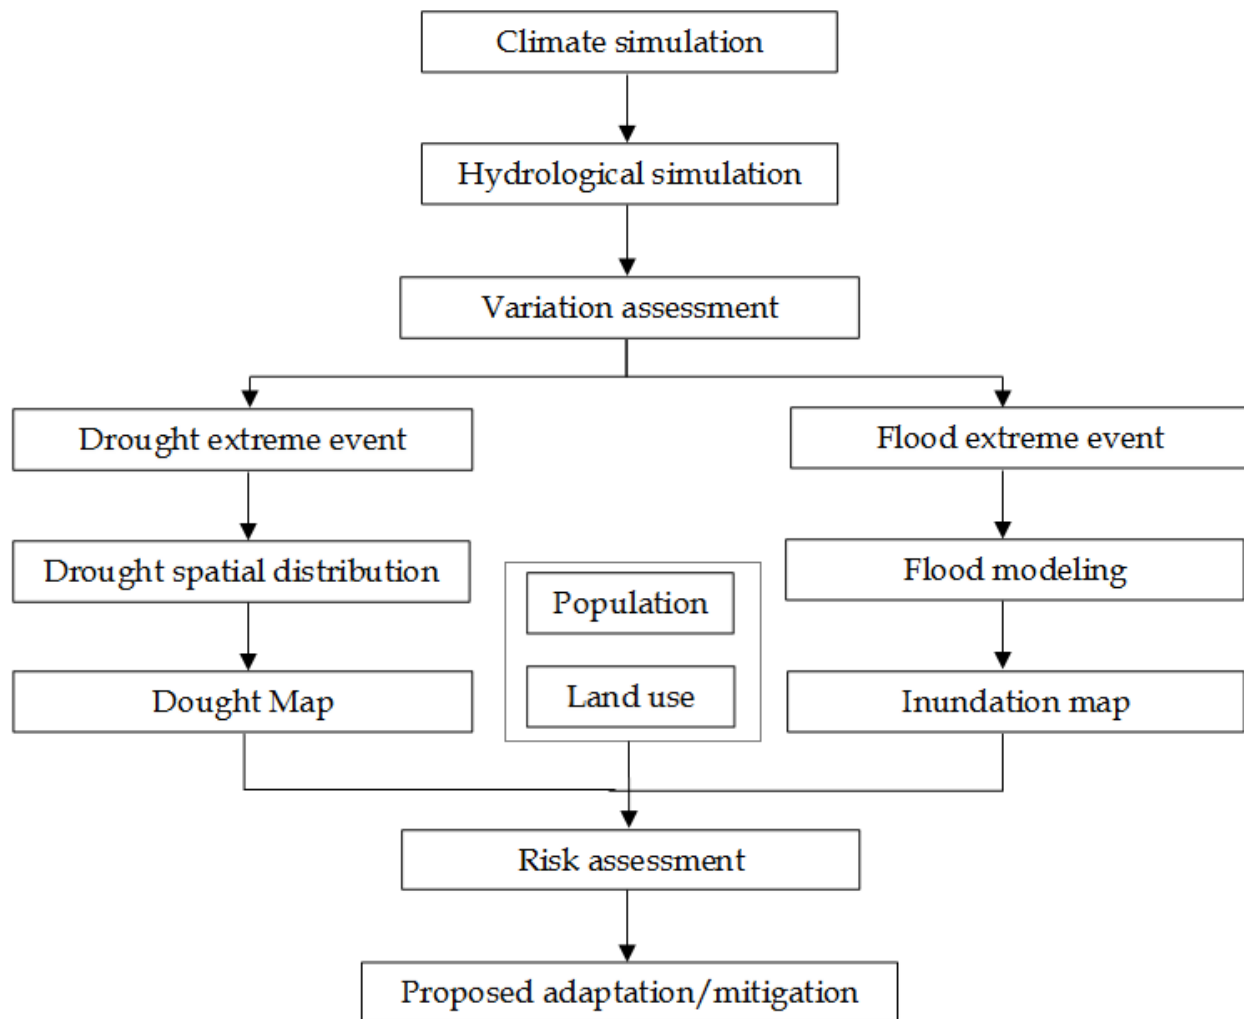 Climate simulation
Hydrological simulation
Variation assessment
Drought extreme event
Flood extreme event
Drought spatial distribution
Population
Flood modeling
Dought Map
Land use
Inundation map
Risk assessment
Proposed adaptation/mitigation